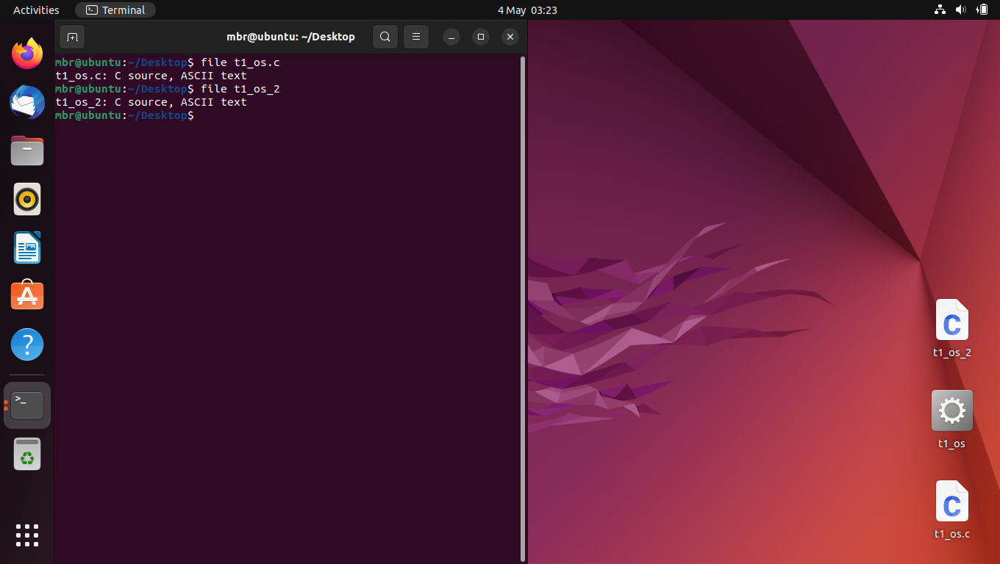 Activities
Terminal
4 May 03:23
mbr@ubuntu: ~/Desktop
mbr@ubuntu:~/Desktop$ file t1_os.c
t1_os.c: C source, ASCII text
mbr@ubuntu:~/Desktop$ file t1_os_2
t1_os_2: C source, ASCII text
mbr@ubuntu:~/Desktop$
t1_os_2
t1_os
t1_os.c